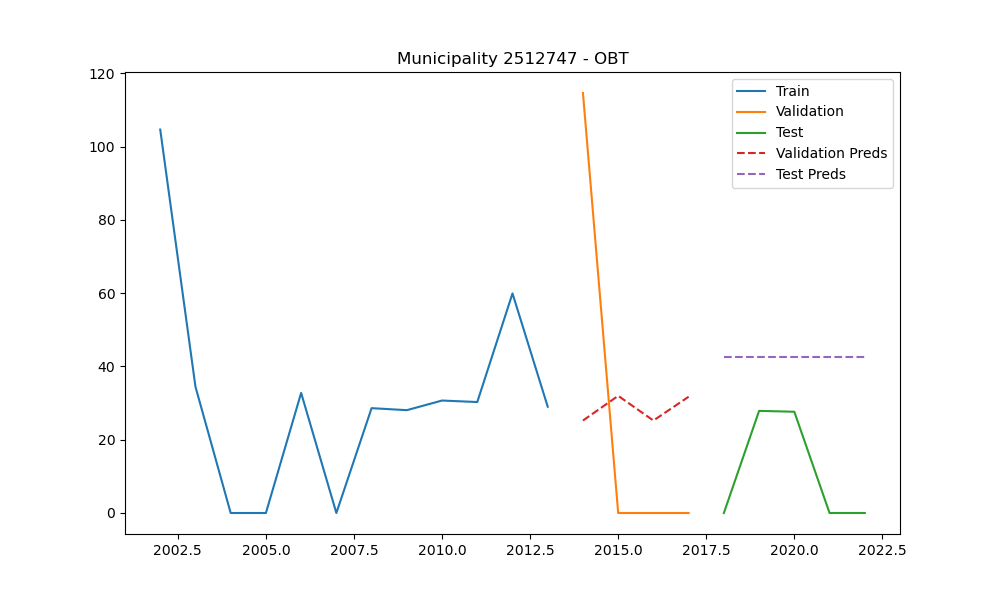 Municipality 2512747 - OBT
120
100
80
60
40
20
0
2002.5 2005.0 2007.5 2010.0 2012.5 2015.0 2017.5 2020.0 2022.5
Train
Validation
Test
Validation Preds
Test Preds